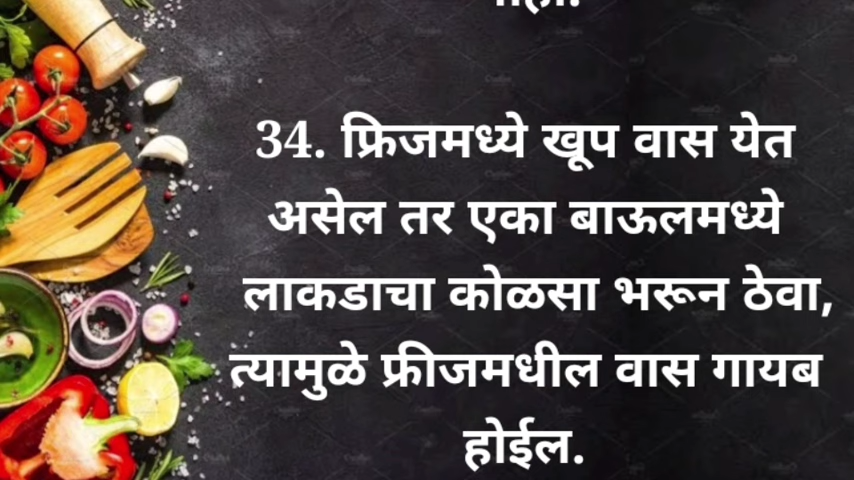 34. फ्रिजमध्ये खूप वास येत
असेल तर एका बाऊलमध्ये
लाकडाचा कोळसा भरून ठेवा,
त्यामुळे फ्रीजमधील वास गायब
होईल.